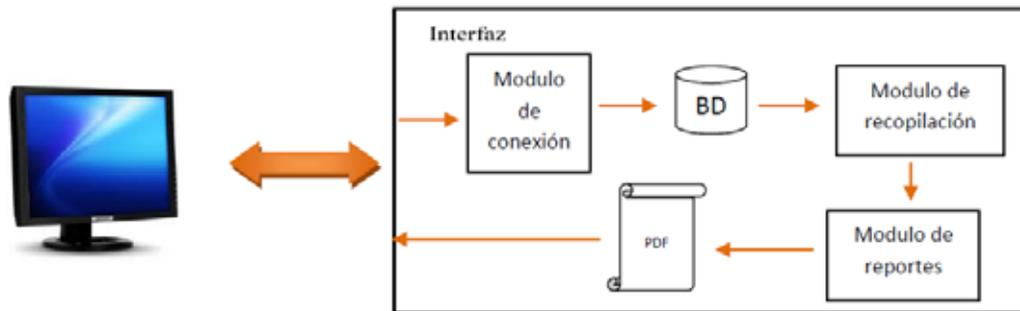 Interfaz
Modulo
de
conexión
BD
Modulo de
recopilación
PDF
Modulo de
reportes